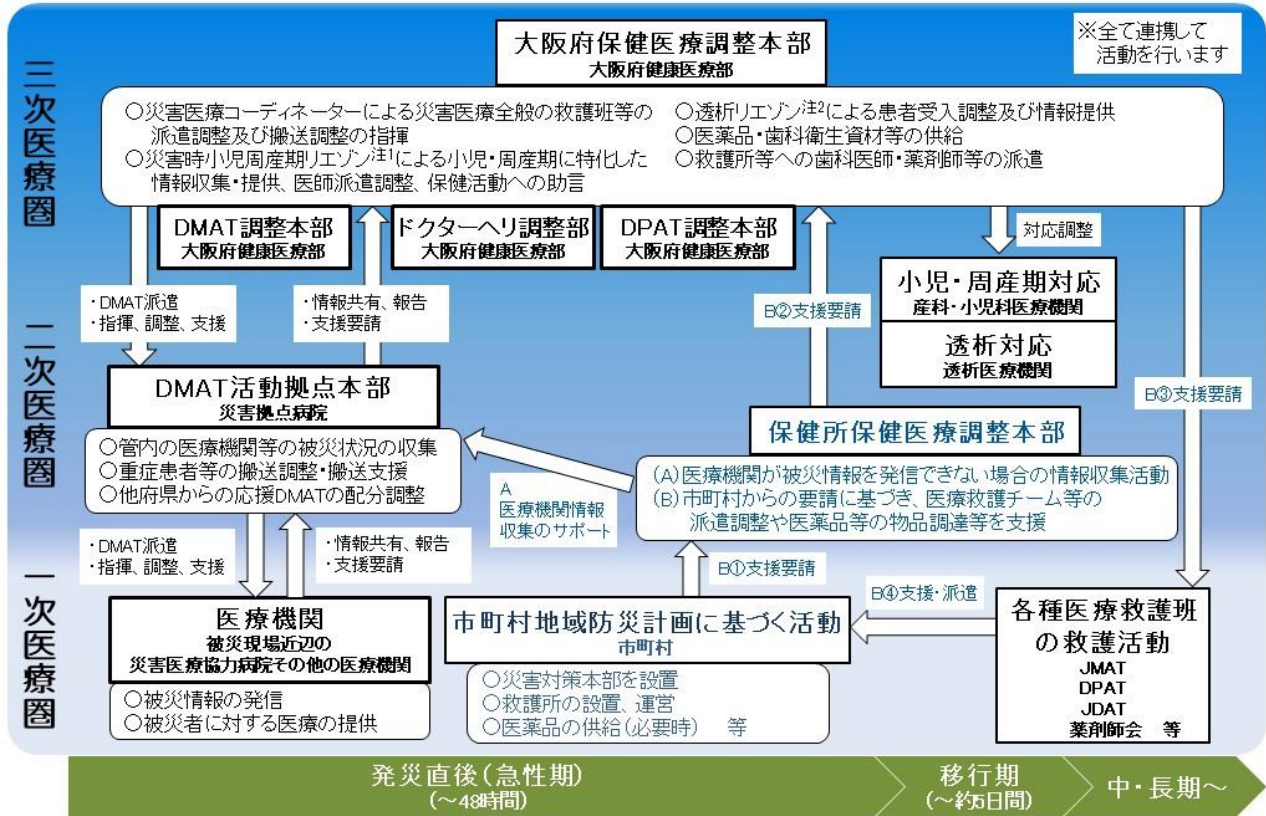 大阪府保健医療調整本部
大阪府健康医療部
※全て連携して
活動を行います
三次医療圏
○災害医療コーディネーターによる災害医療全般の救護班等の
派遣調整及び搬送調整の指揮
○災害時小児周産期リエゾン注1による小児・周産期に特化した
情報収集・提供、医師派遣調整、保健活動への助言
○透析リエゾン注2による患者受入調整及び情報提供
○医薬品・歯科衛生資材等の供給
○救護所等への歯科医師・薬剤師等の派遣
DMAT調整本部
大阪府健康医療部
ドクターヘリ調整部
大阪府健康医療部
DPAT調整本部
大阪府健康医療部
対応調整
・DMAT派遣
・指揮、調整、支援
・情報共有、報告
・支援要請
B②支援要請
小児・周産期対応
産科・小児科医療機関
透析対応
透析医療機関
B③支援要請
二次医療圏
DMAT活動拠点本部
災害拠点病院
○管内の医療機関等の被災状況の収集
○重症患者等の搬送調整・搬送支援
○他府県からの応援DMATの配分調整
保健所保健医療調整本部
(A)医療機関が被災情報を発信できない場合の情報収集活動
(B)市町村からの要請に基づき、医療救護チーム等の
派遣調整や医薬品等の物品調達等を支援
A
医療機関情報
収集のサポート
・DMAT派遣
・指揮、調整、支援
・情報共有、報告
・支援要請
B①支援要請
B④支援・派遣
一次医療圏
医療機関
被災現場近辺の
災害医療協力病院その他の医療機関
○被災情報の発信
○被災者に対する医療の提供
市町村地域防災計画に基づく活動
市町村
○災害対策本部を設置
○救護所の設置、運営
○医薬品の供給(必要時) 等
各種医療救護班
の救護活動
JMAT
DPAT
JDAT
薬剤師会 等
発災直後(急性期)
(~48時間)
移行期
(~約5日間)
中・長期~